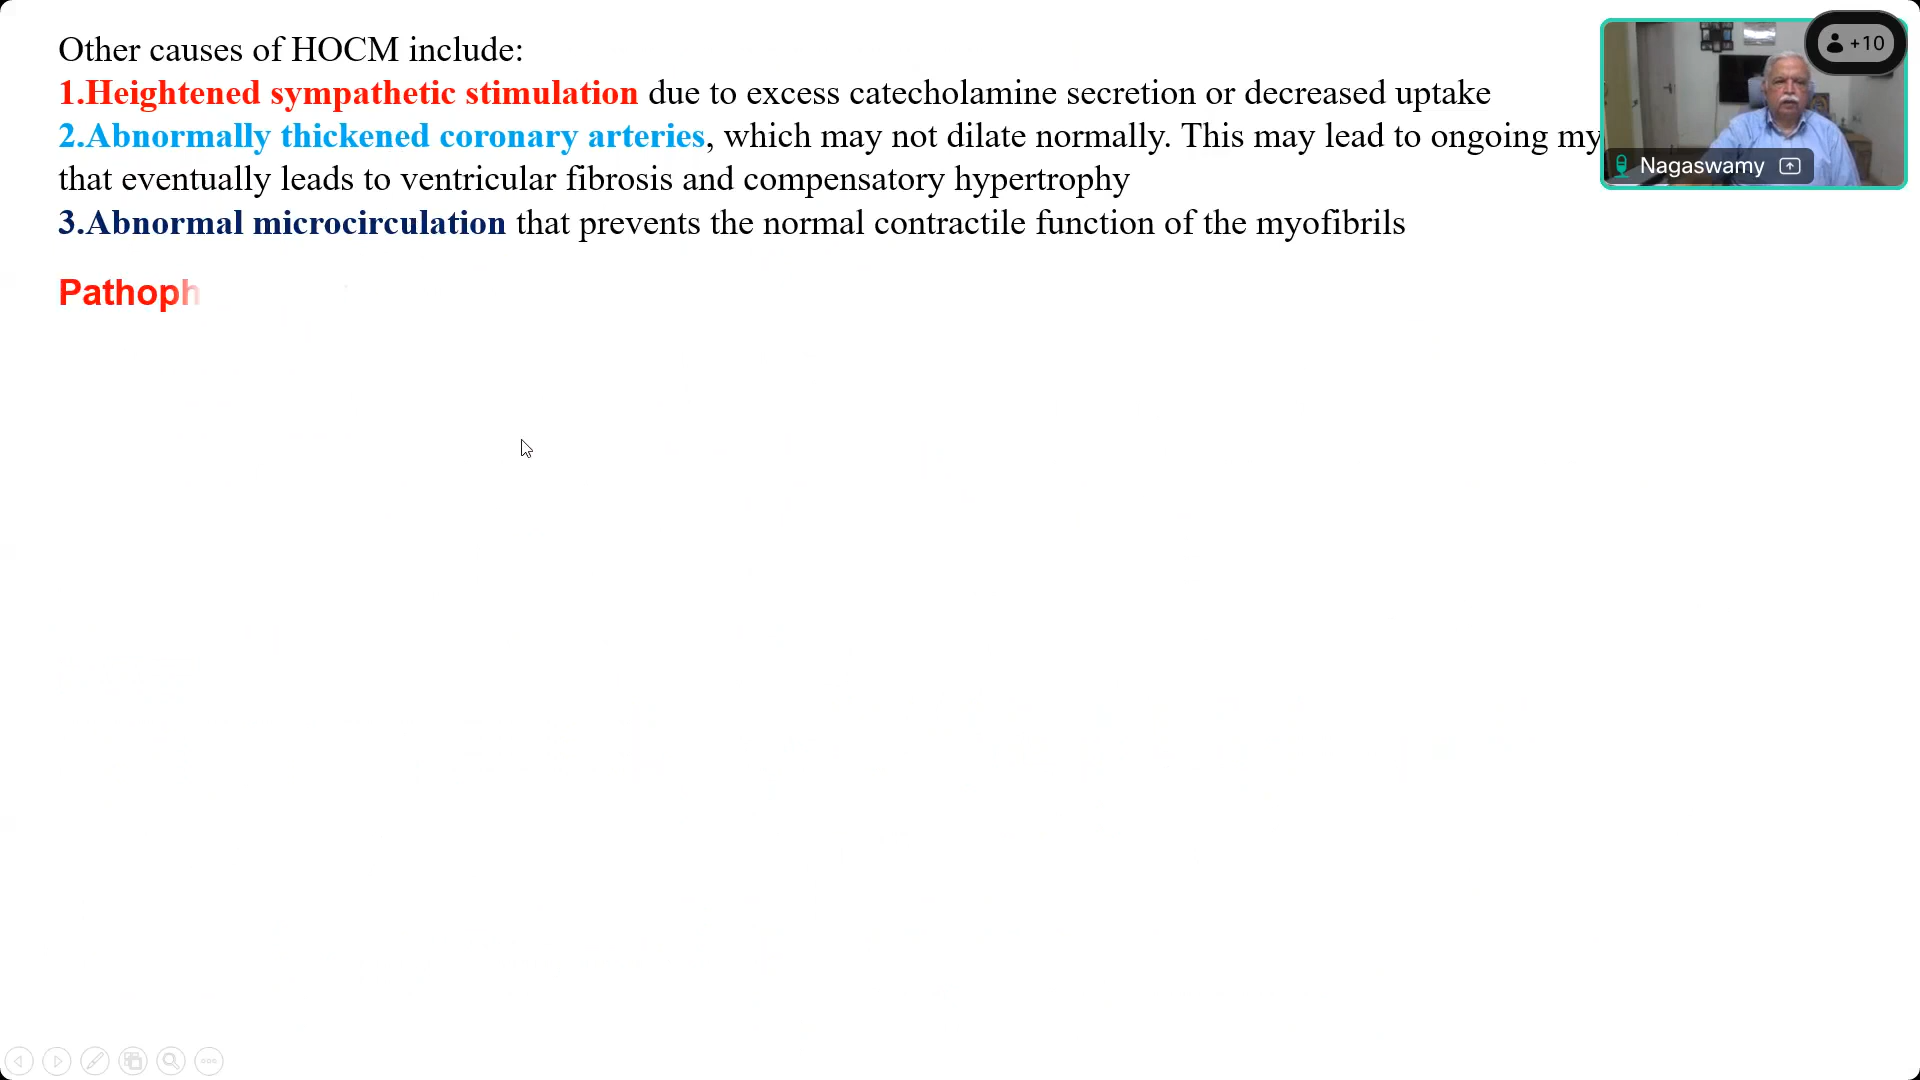 Other causes of HOCM include:
1.Heightened sympathetic stimulation due to excess catecholamine secretion or decreased uptake
2.Abnormally thickened coronary arteries, which may not dilate normally. This may lead to ongoing my
that eventually leads to ventricular fibrosis and compensatory hypertrophy
3.Abnormal microcirculation that prevents the normal contractile function of the myofibrils
Pathoph
+10
Nagaswamy